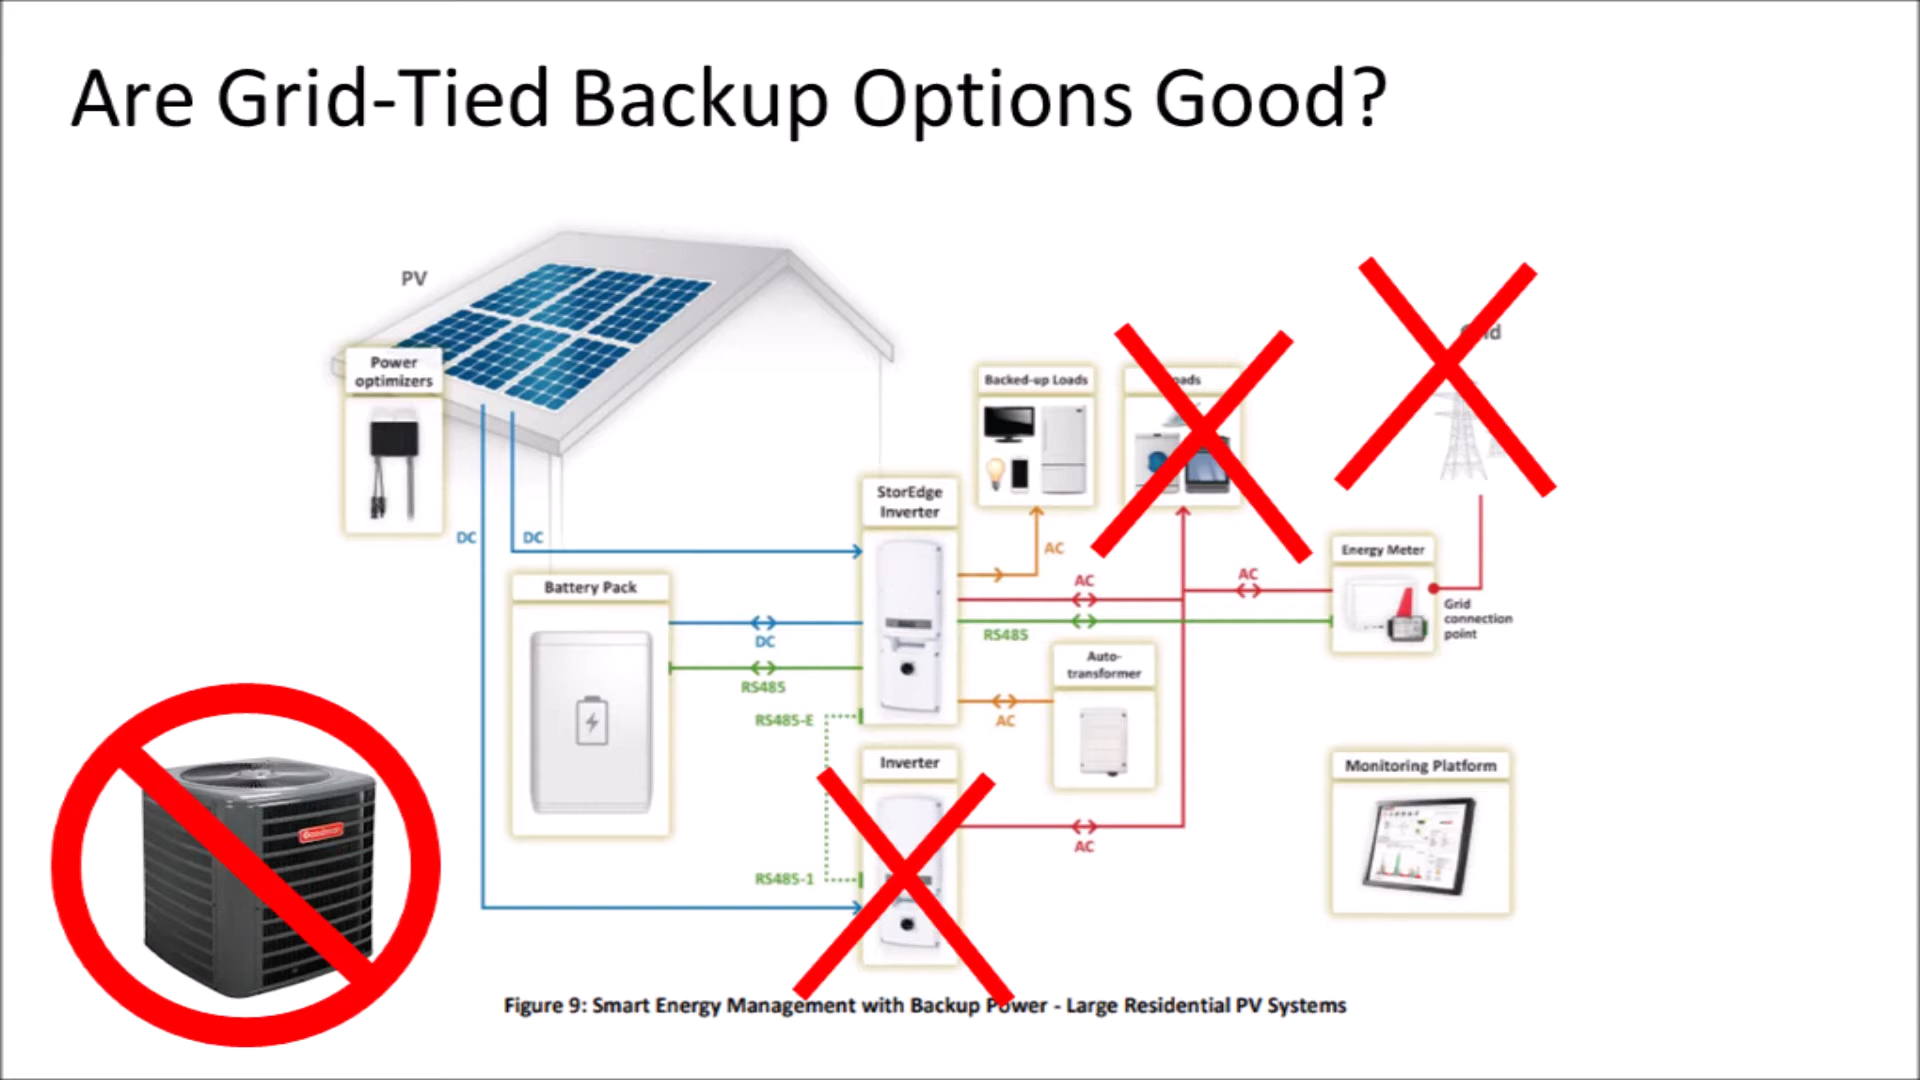 Are Grid-Tied Backup Options Good?
PV
Power
optimizers
DC
DC
Battery Pack
DC
RS485
RS485-E
RS485-1
StorEdge
Inverter
Inverter
Backed-up Loads
AC
AC
AC
RS485
AC
Auto-
transformer
AC
Energy Meter
Grid
connection
point
Monitoring Platform
Goodman
Figure 9: Smart Energy Management with Backup Power - Large Residential PV Systems